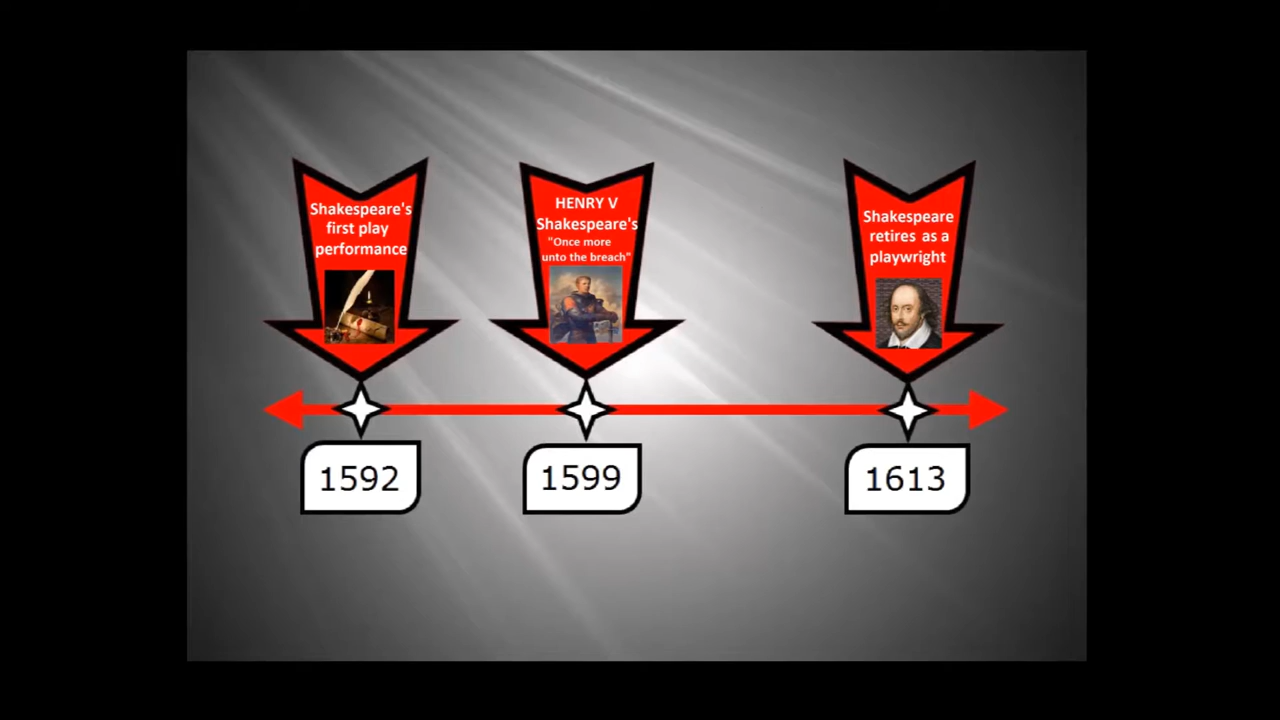 Shakespeare's
first play
performance
HENRY V
Shakespeare's
"Once more
unto the breach"
Shakespeare
retires as a
playwright
1592
1599
1613